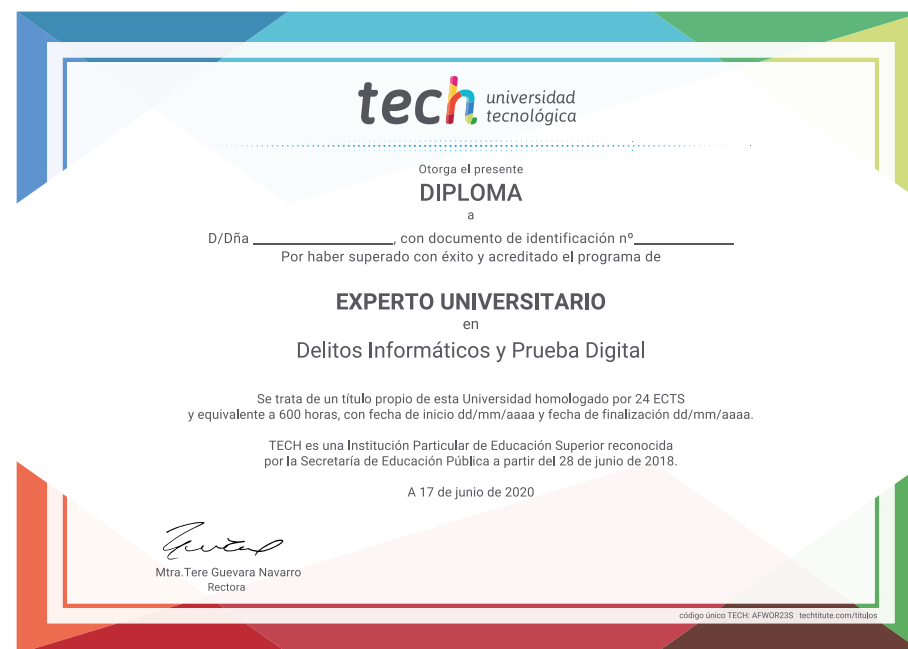 tech universidad
tecnológica
Otorga el presente
DIPLOMA
a
D/Dña ______________, con documento de identificación nº__________
Por haber superado con éxito y acreditado el programa de
EXPERTO UNIVERSITARIO
en
Delitos Informáticos y Prueba Digital
Se trata de un título propio de esta Universidad homologado por 24 ECTS
y equivalente a 600 horas, con fecha de inicio dd/mm/aaaa y fecha de finalización dd/mm/aaaa.
TECH es una Institución Particular de Educación Superior reconocida
por la Secretaría de Educación Pública a partir del 28 de junio de 2018.
A 17 de junio de 2020
Mtra.Tere Guevara Navarro
Rectora
código único TECH: AFWOR23S techtitute.com/titulos